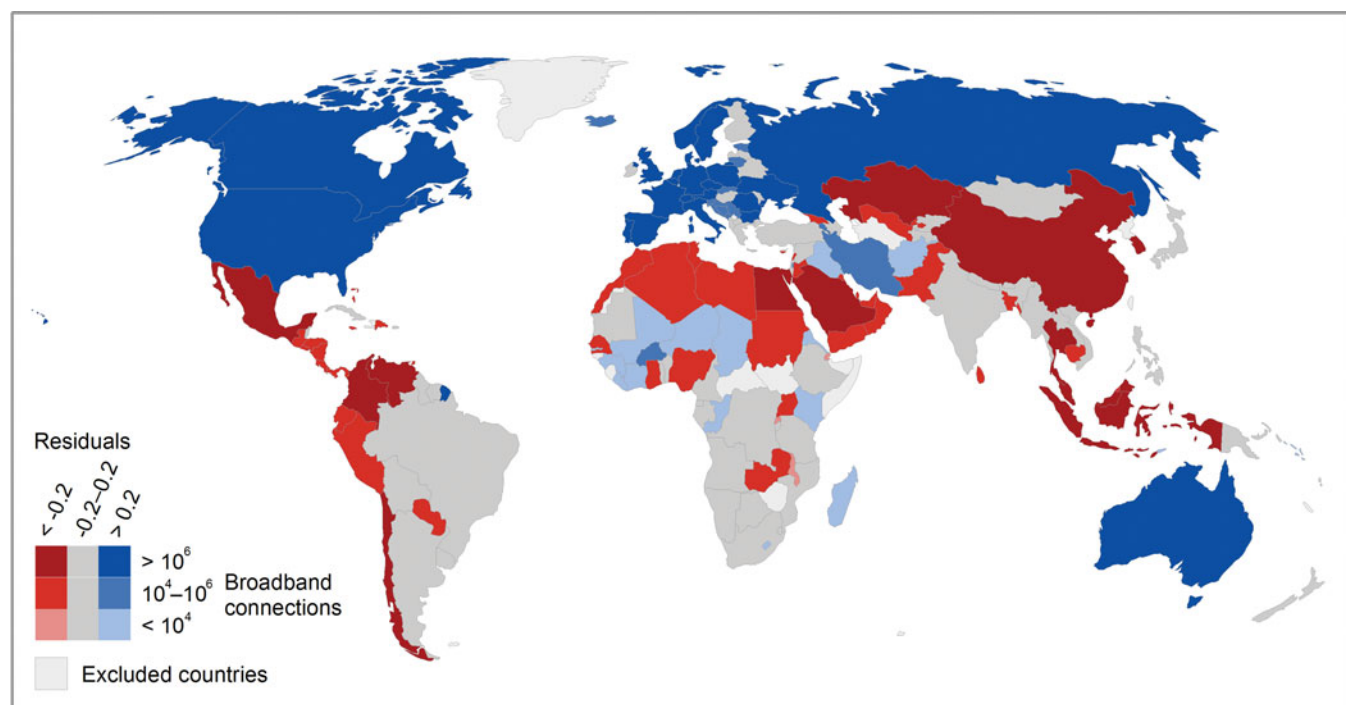 Residuals
< -0.2
-0.2–0.2
> 0.2
> 10⁶
10⁴–10⁶
< 10⁴
Broadband
connections
Excluded countries